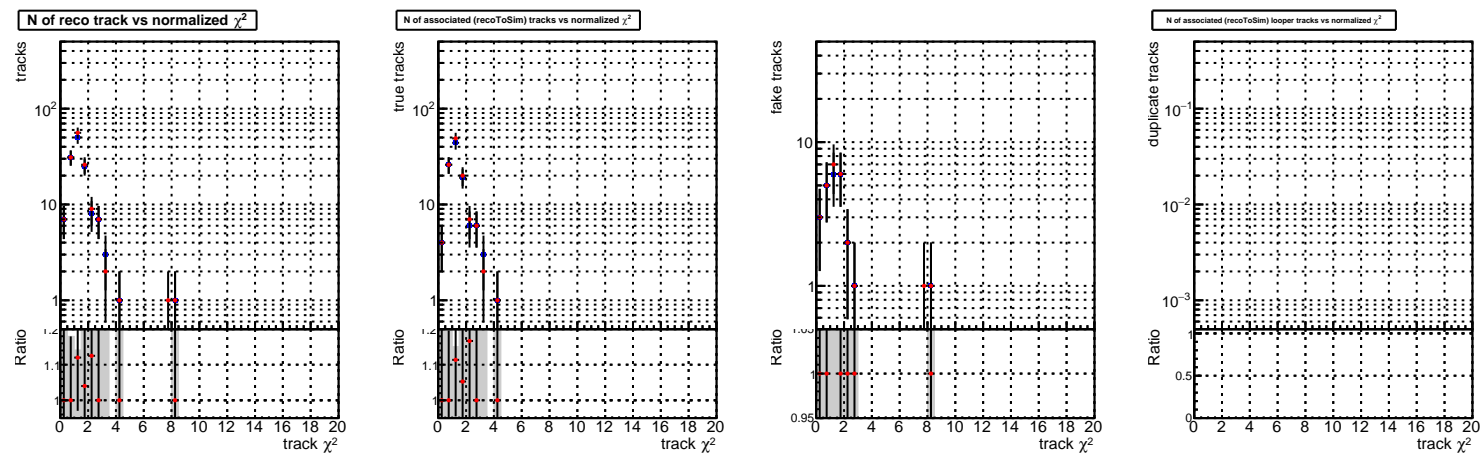 N of reco track vs normalized χ²
tracks
10²
10
1
Ratio
1.2
1.1
1
0 2 4 6 8 10 12 14 16 18 20
track χ²
N of associated (recoToSim) tracks vs normalized χ²
true tracks
10²
10
1
Ratio
1.2
1.1
1
0 2 4 6 8 10 12 14 16 18 20
track χ²
fake tracks
10
1
Ratio
1.05
1
0.95
0 2 4 6 8 10 12 14 16 18 20
track χ²
N of associated (recoToSim) looper tracks vs normalized χ²
duplicate tracks
10⁻¹
10⁻²
10⁻³
Ratio
1
0.5
0
0 2 4 6 8 10 12 14 16 18 20
track χ²